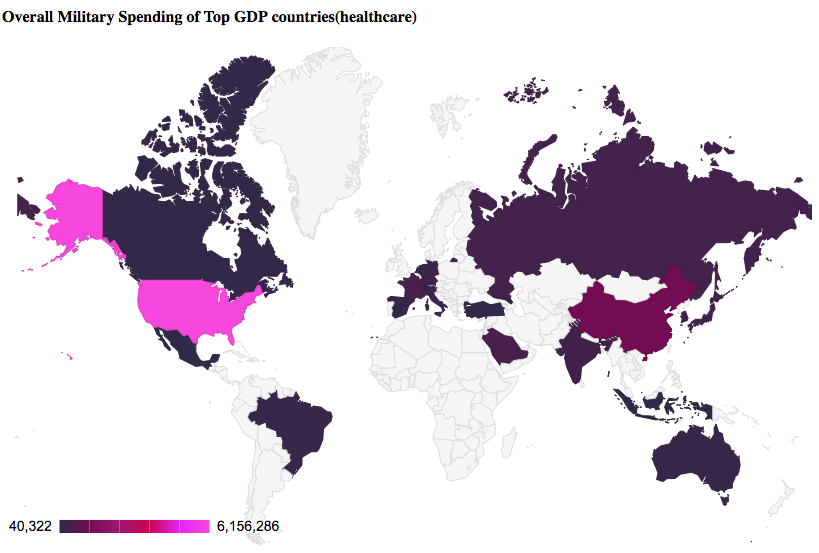 Overall Military Spending of Top GDP countries(healthcare)
40,322 6,156,286